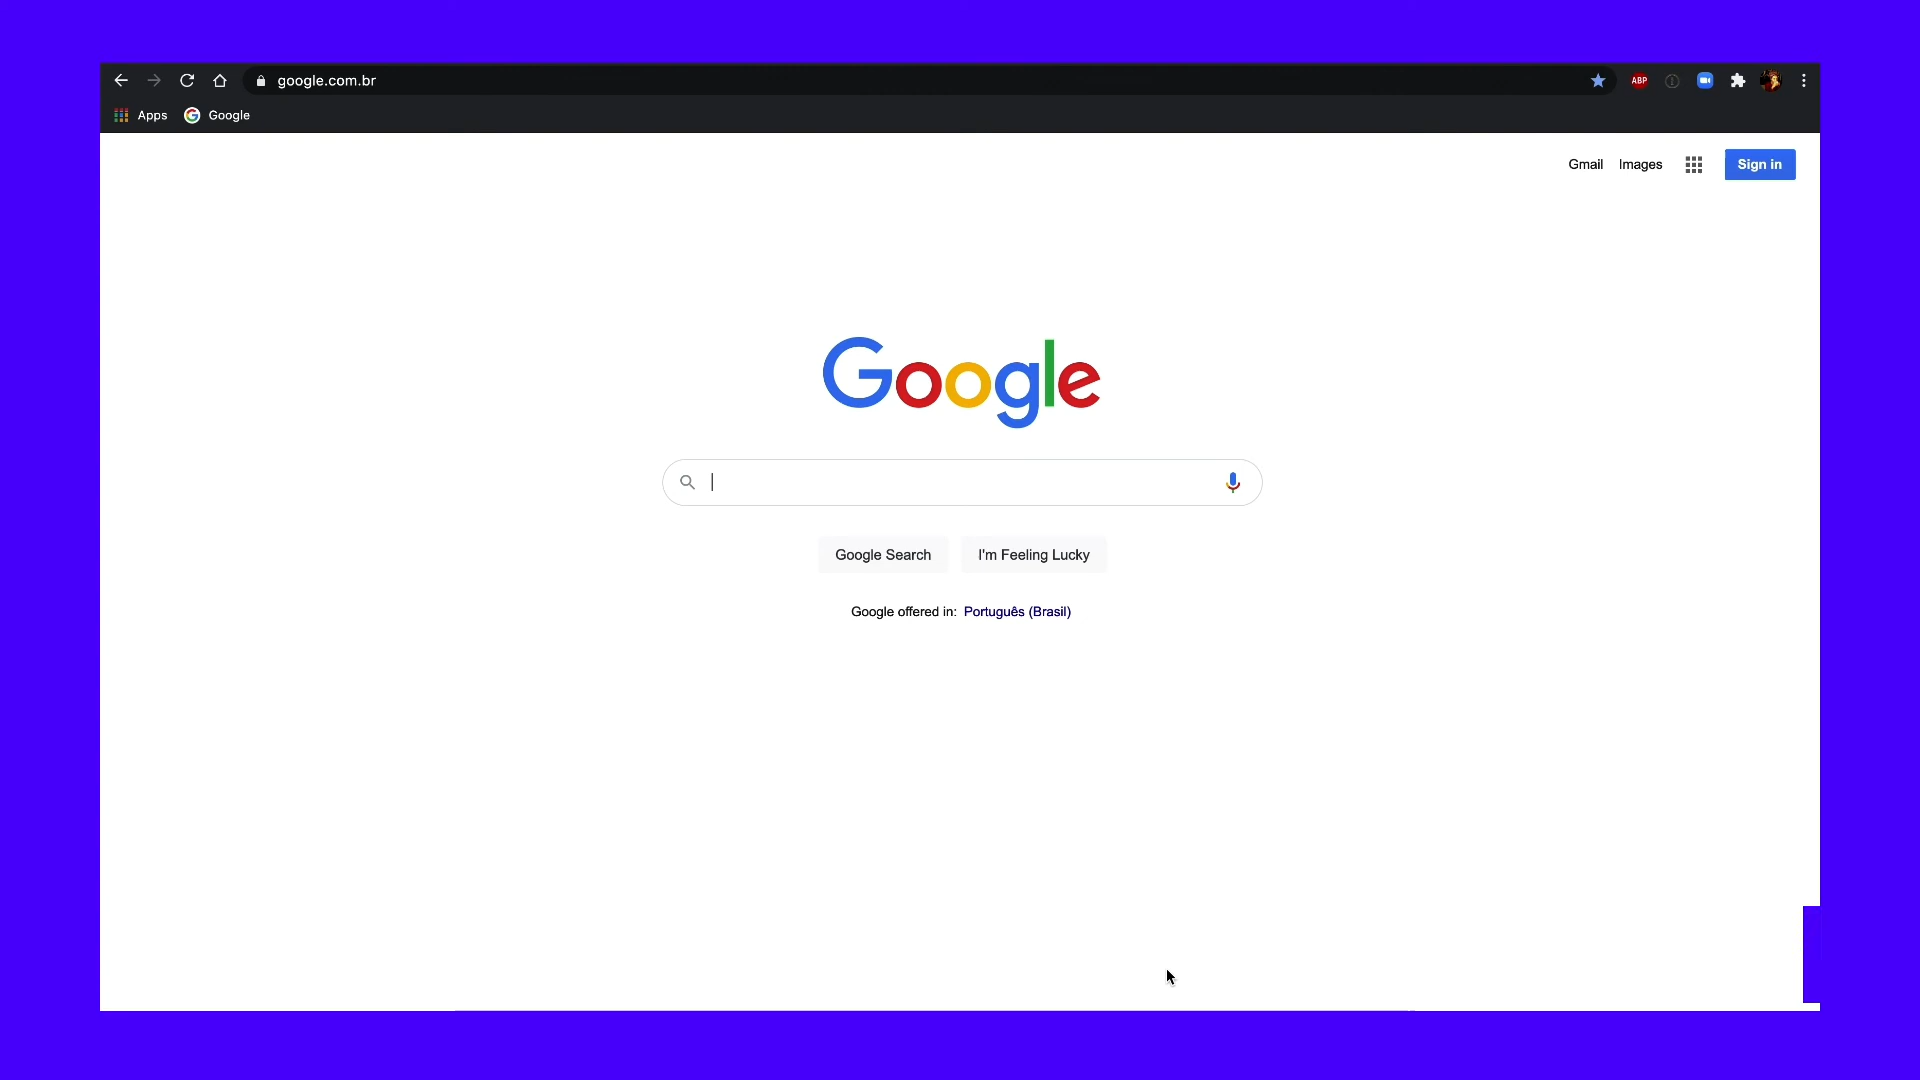 google.com.br
ABP
Apps
Google
Gmail
Images
Sign in
Google
Google Search
I'm Feeling Lucky
Google offered in: Português (Brasil)